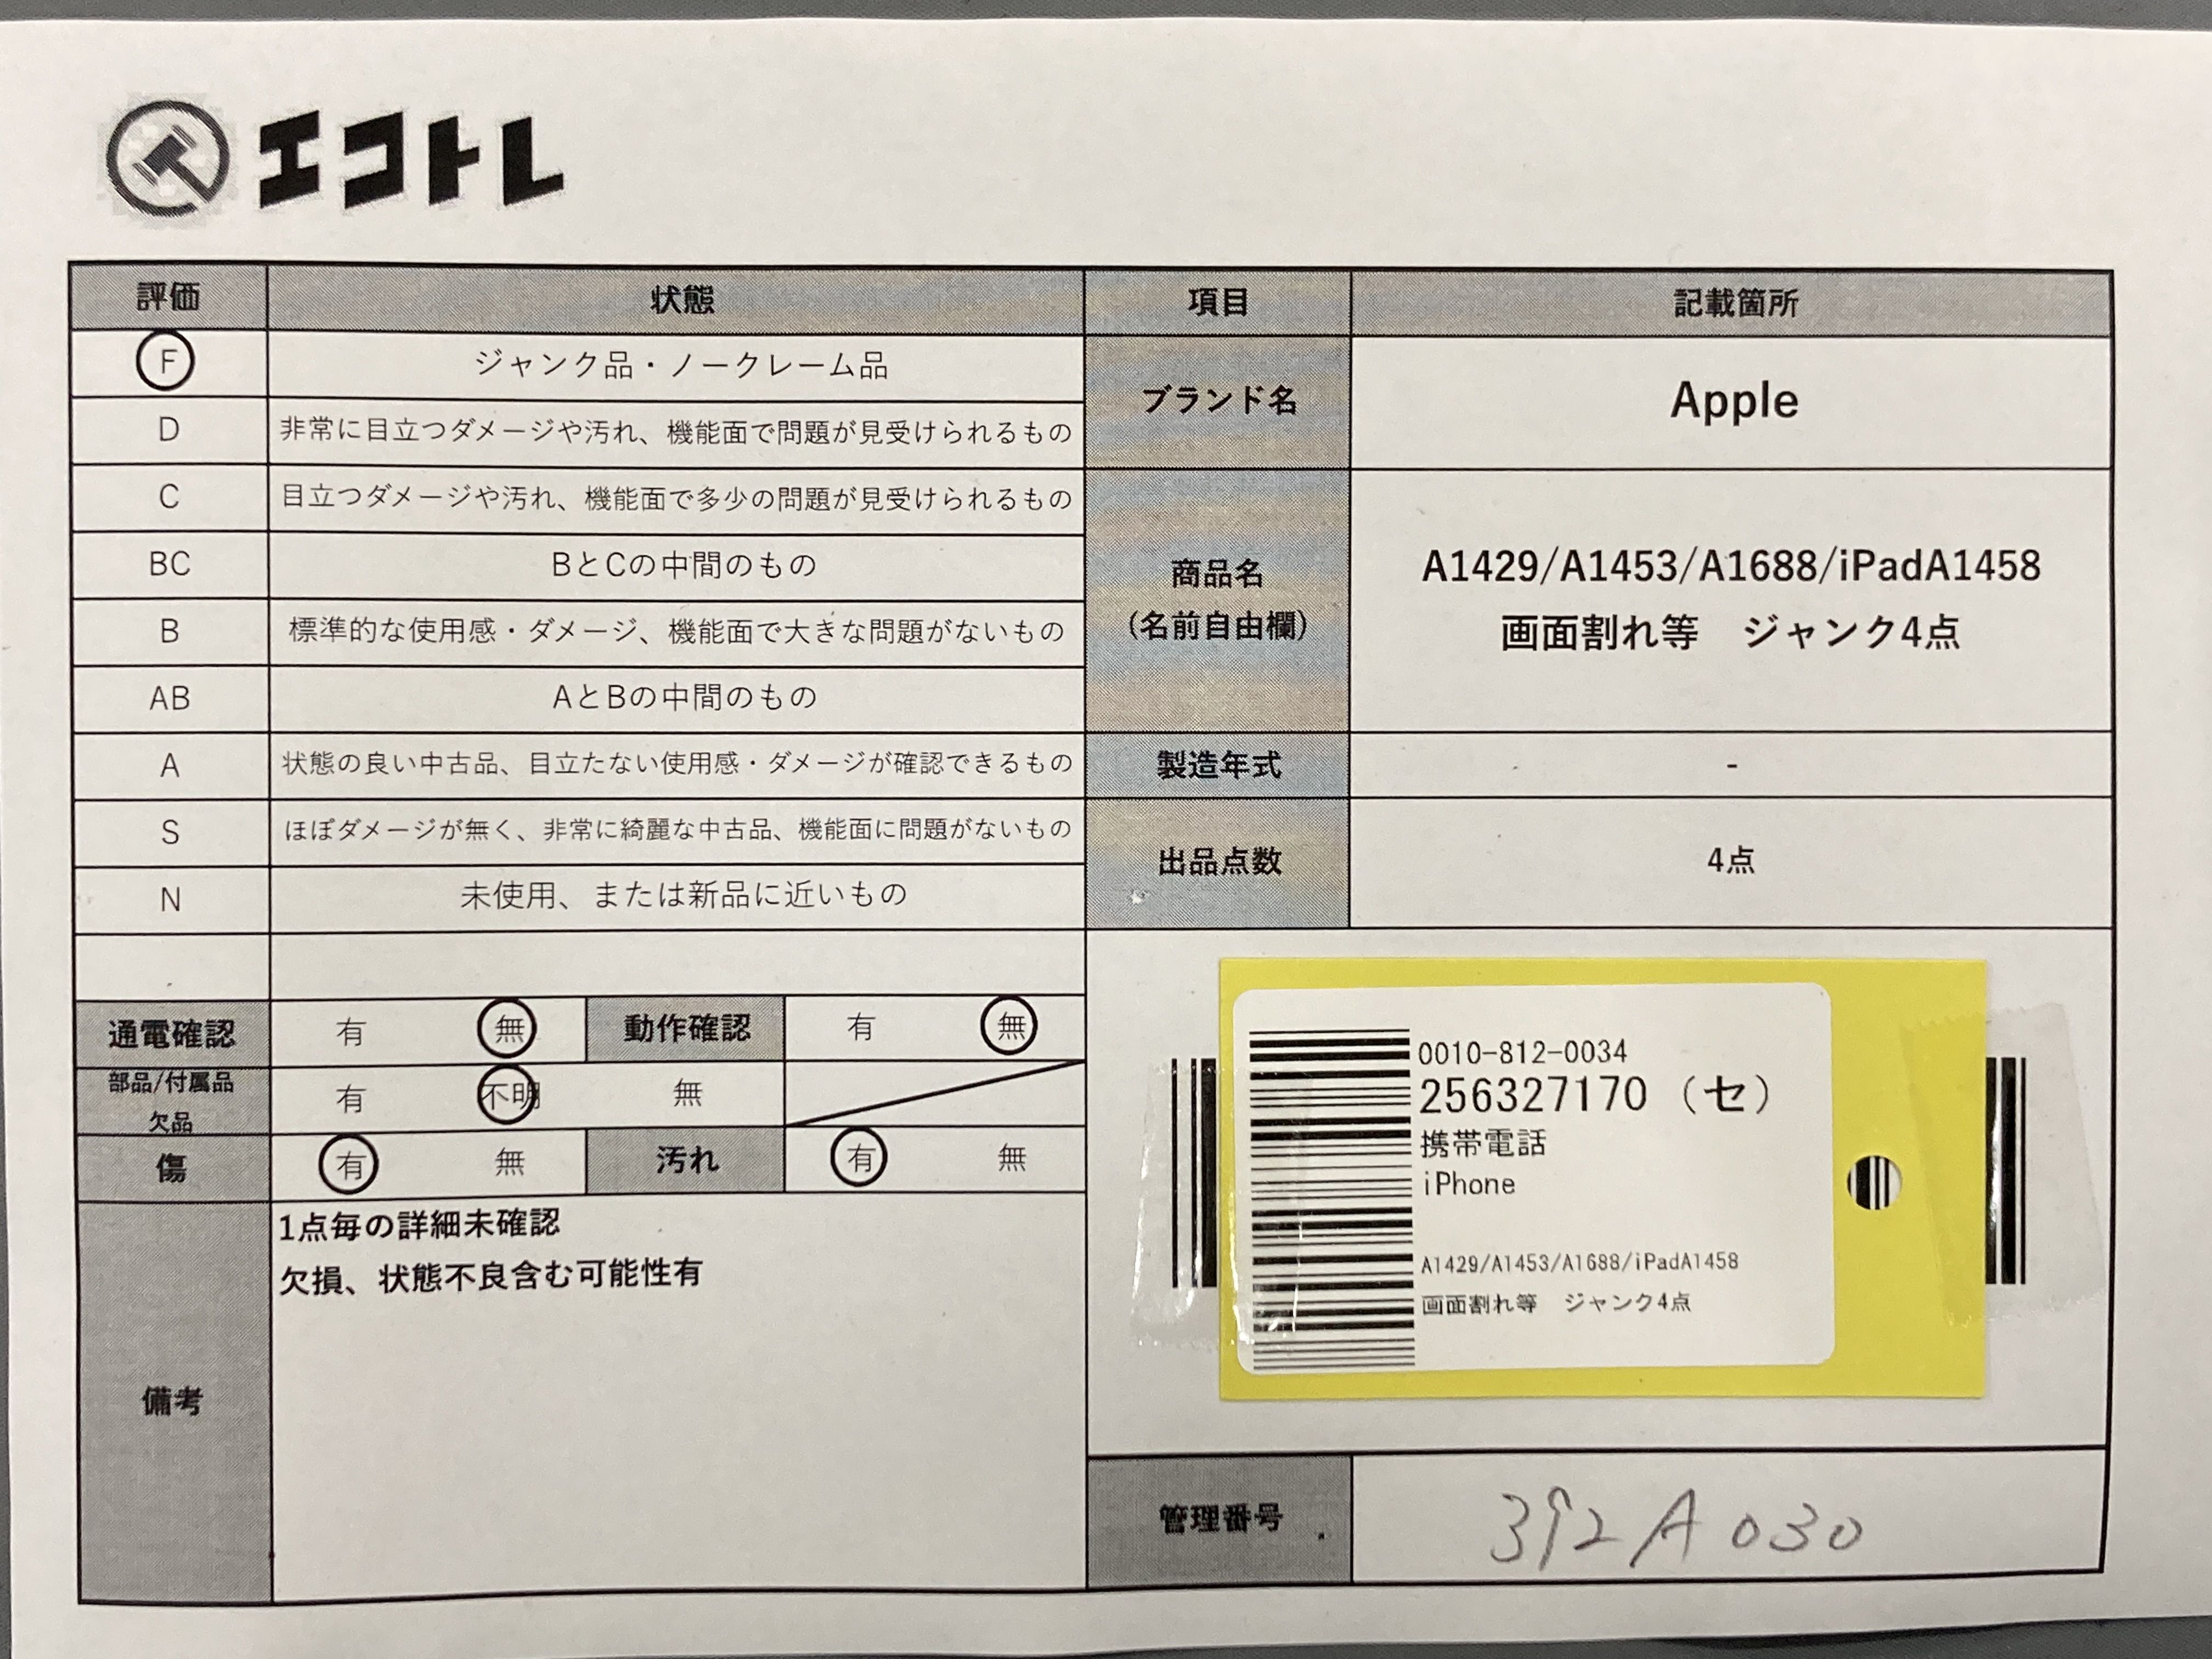 エコトレ
評価 状態 項目 記載箇所
F ジャンク品・ノークレーム品
D 非常に目立つダメージや汚れ、機能面で問題が見受けられるもの
C 目立つダメージや汚れ、機能面で多少の問題が見受けられるもの
BC BとCの中間のもの
B 標準的な使用感・ダメージ、機能面で大きな問題がないもの
AB AとBの中間のもの
A 状態の良い中古品、目立たない使用感・ダメージが確認できるもの
S ほぼダメージが無く、非常に綺麗な中古品、機能面に問題がないもの
N 未使用、または新品に近いもの
ブランド名 Apple
商品名
(名前自由欄)
A1429/A1453/A1688/iPadA1458
画面割れ等 ジャンク4点
製造年式 -
出品点数 4点
通電確認 有 無 動作確認 有 無
部品/付属品
欠品
有 不明 無
傷 有 無 汚れ 有 無
備考
1点毎の詳細未確認
欠損、状態不良含む可能性有
0010-812-0034
256327170 (セ)
携帯電話
iPhone
A1429/A1453/A1688/iPadA1458
画面割れ等 ジャンク4点
管理番号 392A030